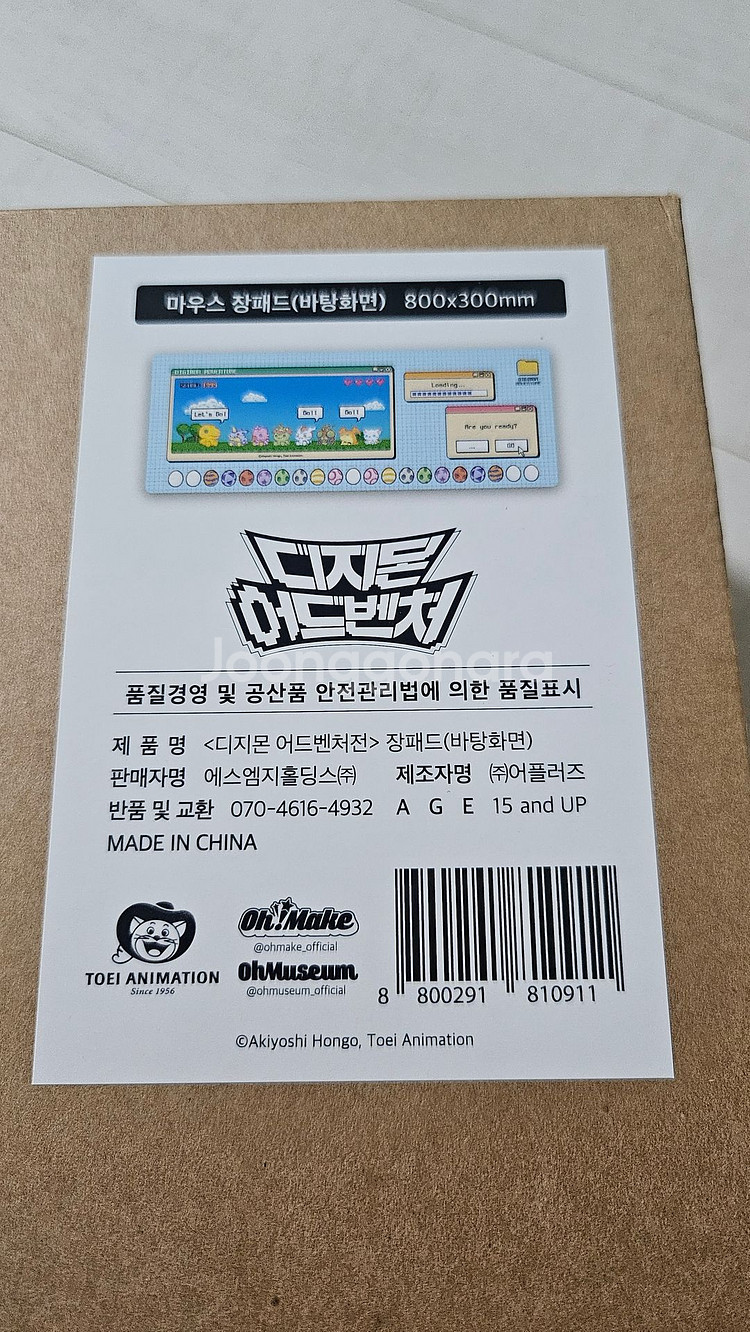 마우스 장패드(바탕화면) 800x300mm
DIGIMON ADVENTURE
Let's Go!
Go!!
Go!!
Loading...
Are you ready?
GO
디지몬
어드벤처
Joonggonara
품질경영 및 공산품 안전관리법에 의한 품질표시
제 품 명 <디지몬 어드벤처전> 장패드(바탕화면)
판매자명 에스엠지홀딩스㈜ 제조자명 ㈜어플러즈
반품 및 교환 070-4616-4932 A G E 15 and UP
MADE IN CHINA
TOEI ANIMATION
Since 1956
Oh!Make
@ohmake_official
OhMuseum
@ohmuseum_official
8 800291 810911
©Akiyoshi Hongo, Toei Animation